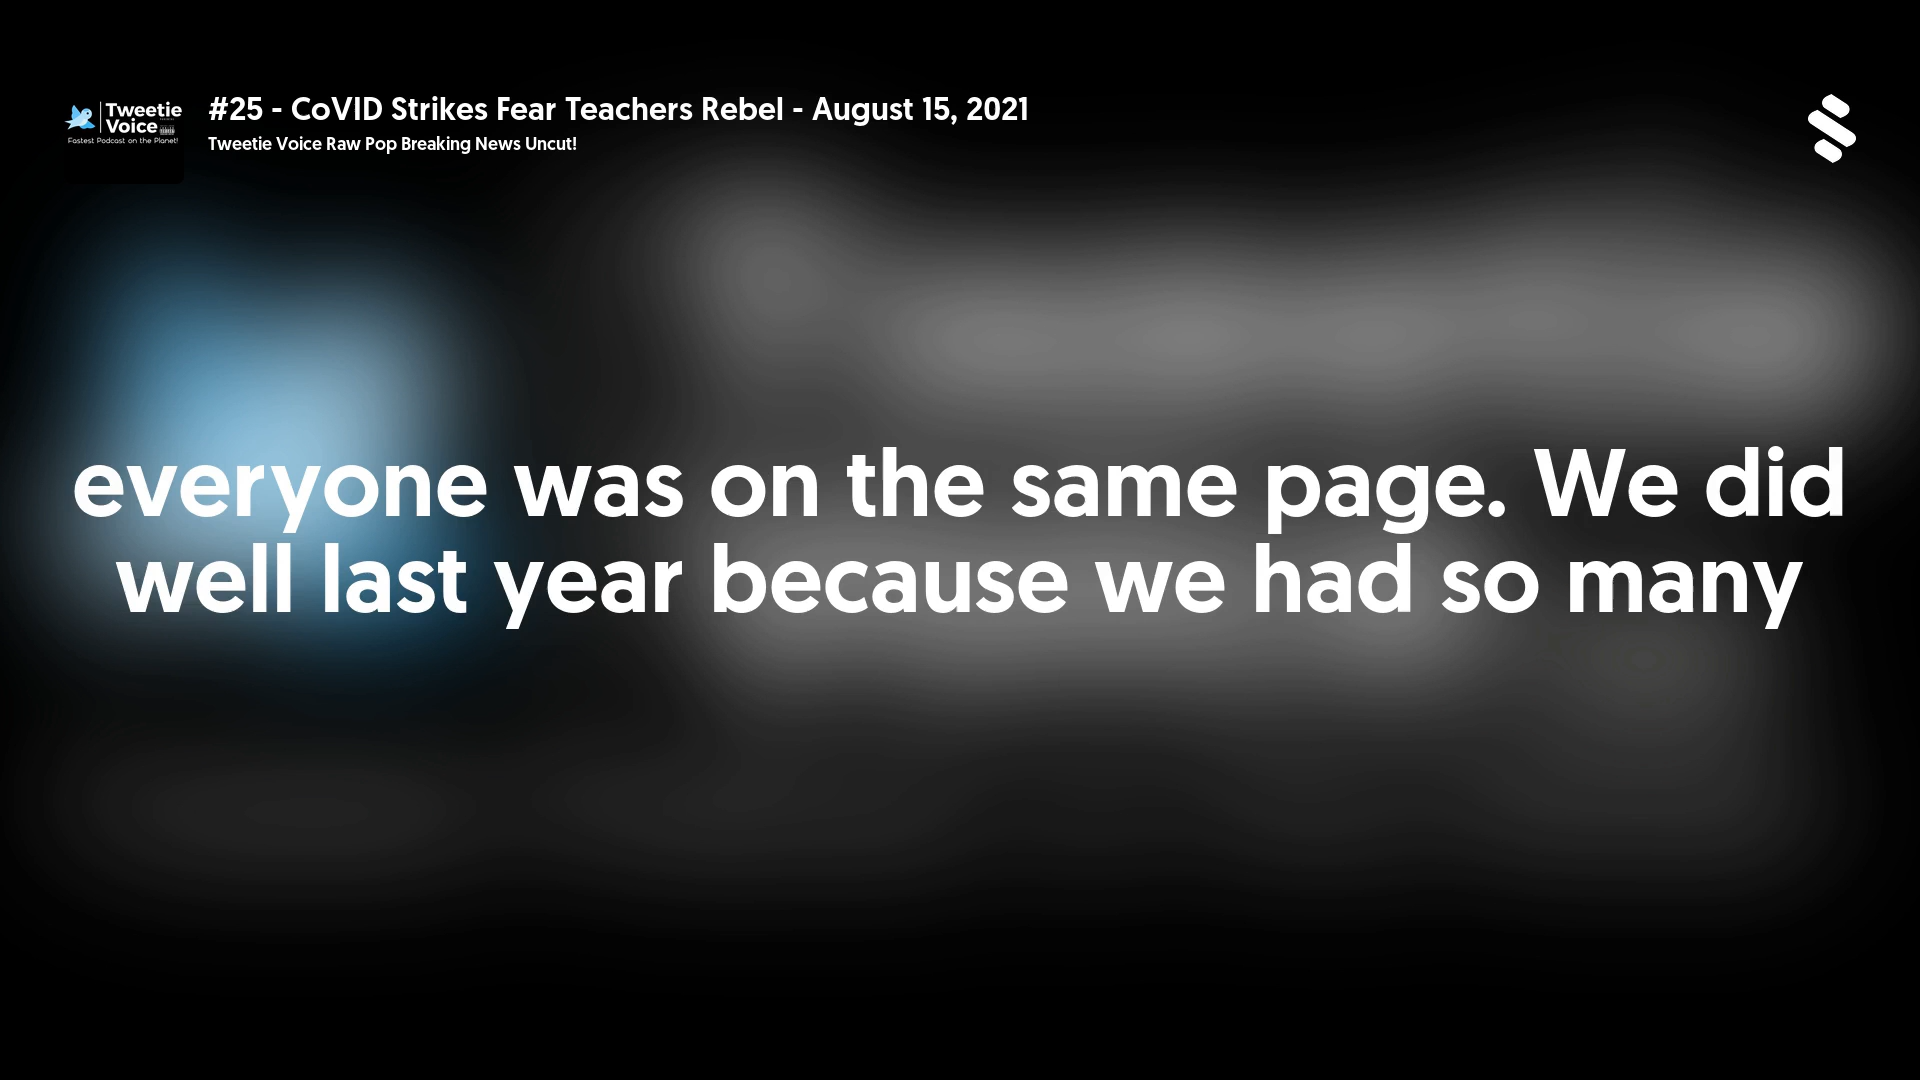 Tweetie
Voice
Fastest Podcast on the Planet!
#25 - CoVID Strikes Fear Teachers Rebel - August 15, 2021
Tweetie Voice Raw Pop Breaking News Uncut!
everyone was on the same page. We did
well last year because we had so many